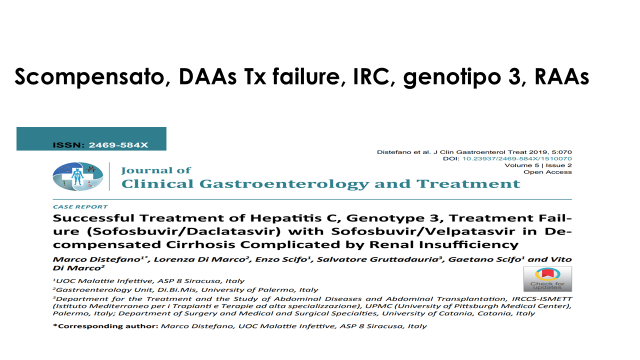 Scompensato, DAAs Tx failure, IRC, genotipo 3, RAAs
ISSN: 2469-584X
Distefano et al. J Clin Gastroenterol Treat 2019, 5:070
DOI: 10.23937/2469-584X/1510070
Volume 5 | Issue 2
Open Access
Journal of
Clinical Gastroenterology and Treatment
CASE REPORT
Successful Treatment of Hepatitis C, Genotype 3, Treatment Fail-
ure (Sofosbuvir/Daclatasvir) with Sofosbuvir/Velpatasvir in De-
compensated Cirrhosis Complicated by Renal Insufficiency
Marco Distefano1*, Lorenza Di Marco2, Enzo Scifo1, Salvatore Gruttadauria3, Gaetano Scifo1 and Vito
Di Marco2
1UOC Malattie Infettive, ASP 8 Siracusa, Italy
2Gastroenterology Unit, Di.Bi.Mis, University of Palermo, Italy
3Department for the Treatment and the Study of Abdominal Diseases and Abdominal Transplantation, IRCCS-ISMETT
(Istituto Mediterraneo per i Trapianti e Terapie ad alta specializzazione), UPMC (University of Pittsburgh Medical Center),
Palermo, Italy; Department of Surgery and Medical and Surgical Specialties, University of Catania, Catania, Italy
Check for
updates
*Corresponding author: Marco Distefano, UOC Malattie Infettive, ASP 8 Siracusa, Italy